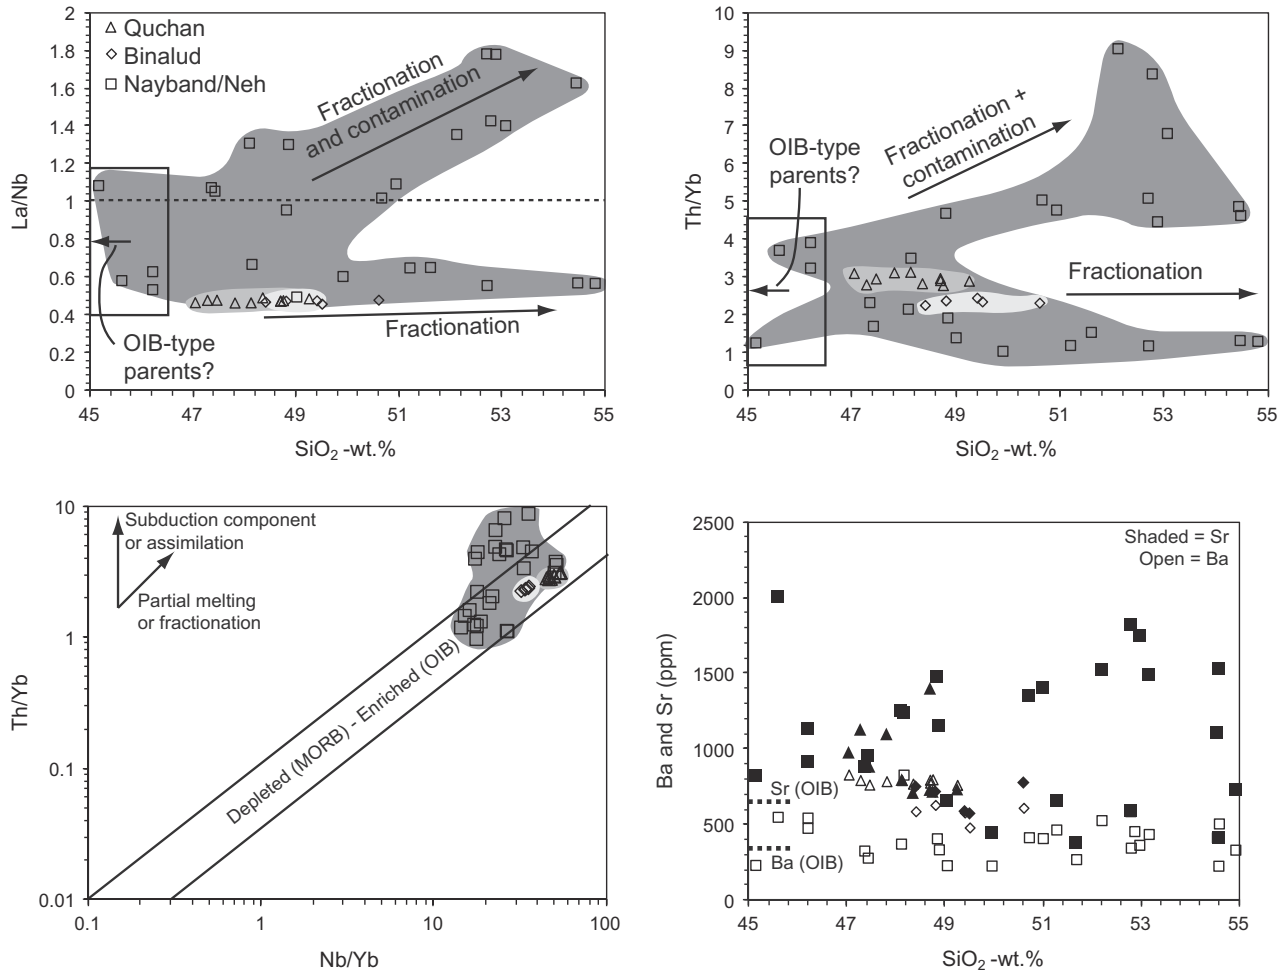 2
1.8
1.6
1.4
1.2
1
0.8
0.6
0.4
0.2
0
La/Nb
Quchan
Binalud
Nayband/Neh
Fractionation
and contamination
Fractionation
OIB-type
parents?
45 47 49 51 53 55
SiO2 -wt.%
10
9
8
7
6
5
4
3
2
1
0
Th/Yb
Fractionation +
contamination
OIB-type
parents?
Fractionation
45 47 49 51 53 55
SiO2 -wt.%
10
1
0.1
0.01
Th/Yb
Subduction component
or assimilation
Partial melting
or fractionation
Depleted (MORB) - Enriched (OIB)
0.1 1 10 100
Nb/Yb
2500
2000
1500
1000
500
0
Ba and Sr (ppm)
Shaded = Sr
Open = Ba
Sr (OIB)
Ba (OIB)
45 47 49 51 53 55
SiO2 -wt.%